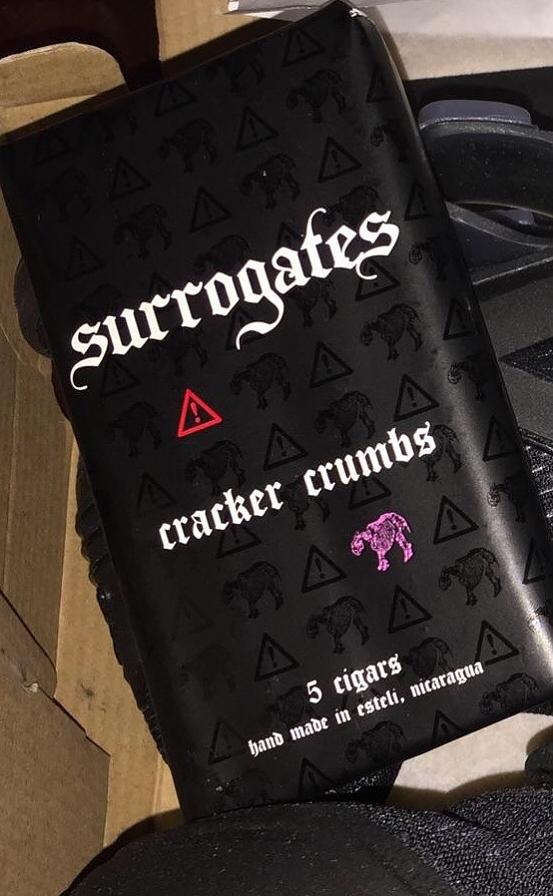 surrogates
cracker crumbs
5 cigars
hand made in esteli, nicaragua